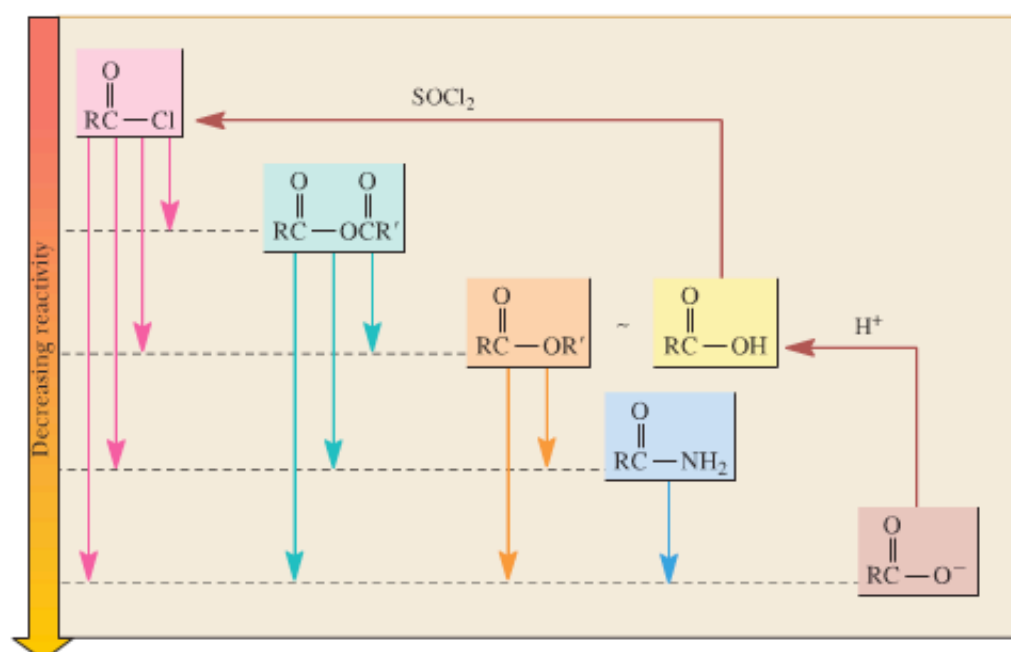 Decreasing reactivity
O
RC—Cl
SOCl₂
O O
RC—OCR′
O
RC—OR′
~
O
RC—OH
H⁺
O
RC—NH₂
O
RC—O⁻